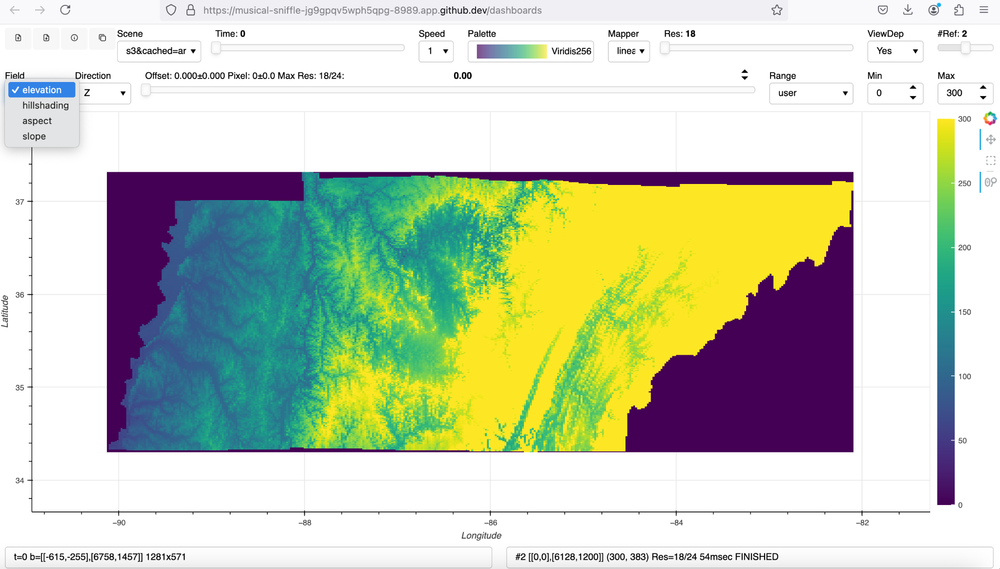 https://musical-sniffle-jg9gpqv5wph5qpg-8989.app.github.dev/dashboards
Scene
Time: 0
Speed
Palette
Mapper
Res: 18
ViewDep
#Ref: 2
s3&cached=ar
1
Viridis256
linea
Yes
Field
Direction
Offset: 0.000±0.000 Pixel: 0±0.0 Max Res: 18/24:
0.00
Range
Min
Max
✓ elevation
hillshading
aspect
slope
Z
user
0
300
300
250
200
150
100
50
0
37
36
35
34
Latitude
−90
−88
−86
−84
−82
Longitude
t=0 b=[[-615,-255],[6758,1457]] 1281x571
#2 [[0,0],[6128,1200]] (300, 383) Res=18/24 54msec FINISHED